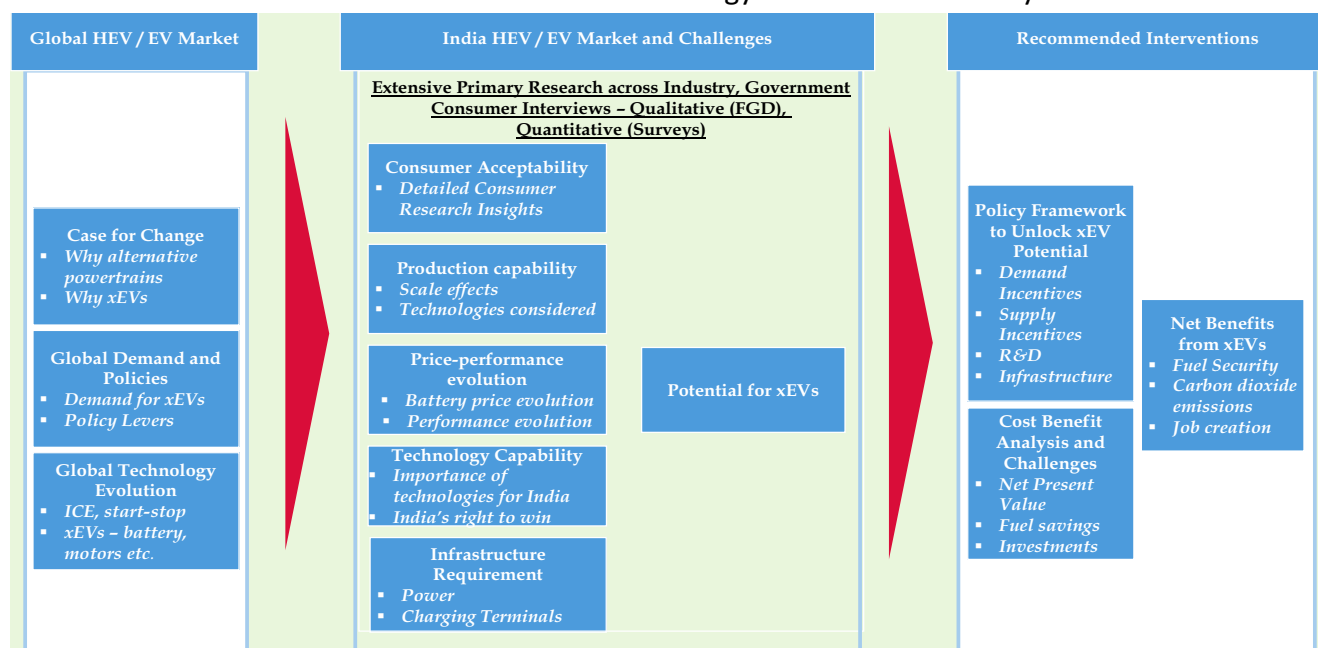 Global HEV / EV Market
India HEV / EV Market and Challenges
Recommended Interventions
Extensive Primary Research across Industry, Government
Consumer Interviews – Qualitative (FGD),
Quantitative (Surveys)
Case for Change
▪ Why alternative
powertrains
▪ Why xEVs
Global Demand and
Policies
▪ Demand for xEVs
▪ Policy Levers
Global Technology
Evolution
▪ ICE, start-stop
▪ xEVs – battery,
motors etc.
Consumer Acceptability
▪ Detailed Consumer
Research Insights
Production capability
▪ Scale effects
▪ Technologies considered
Price-performance
evolution
▪ Battery price evolution
▪ Performance evolution
Technology Capability
▪ Importance of
technologies for India
▪ India's right to win
Infrastructure
Requirement
▪ Power
▪ Charging Terminals
Potential for xEVs
Policy Framework
to Unlock xEV
Potential
▪ Demand
Incentives
▪ Supply
Incentives
▪ R&D
▪ Infrastructure
Cost Benefit
Analysis and
Challenges
▪ Net Present
Value
▪ Fuel savings
▪ Investments
Net Benefits
from xEVs
▪ Fuel Security
▪ Carbon dioxide
emissions
▪ Job creation